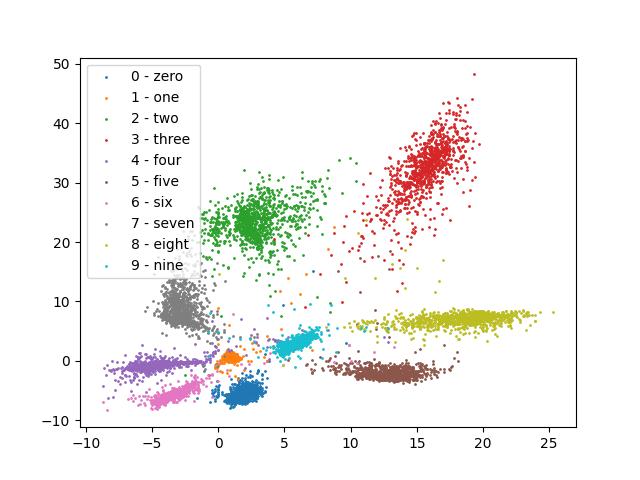 50
40
30
20
10
0
−10
−10
−5
0
5
10
15
20
25
0 - zero
1 - one
2 - two
3 - three
4 - four
5 - five
6 - six
7 - seven
8 - eight
9 - nine